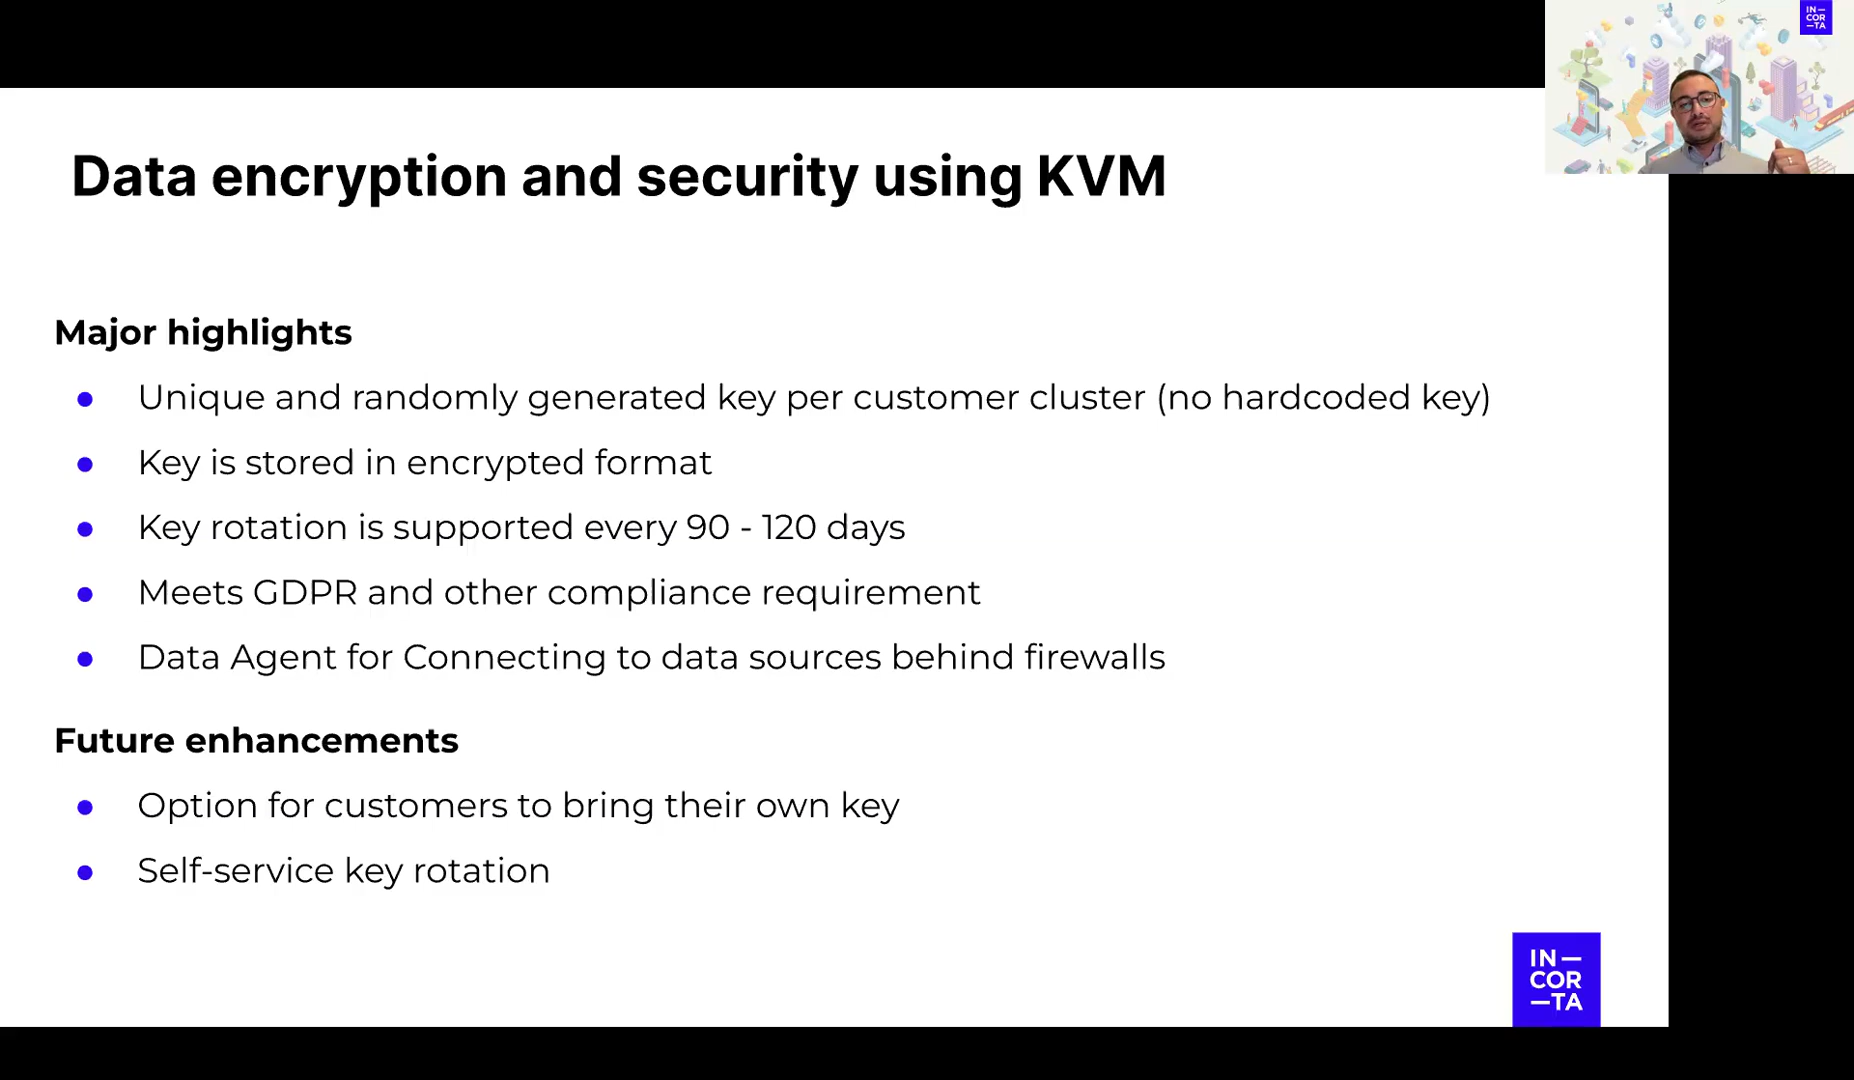 IN—
COR
—TA
Data encryption and security using KVM
Major highlights
● Unique and randomly generated key per customer cluster (no hardcoded key)
● Key is stored in encrypted format
● Key rotation is supported every 90 - 120 days
● Meets GDPR and other compliance requirement
● Data Agent for Connecting to data sources behind firewalls
Future enhancements
● Option for customers to bring their own key
● Self-service key rotation
IN—
COR
—TA